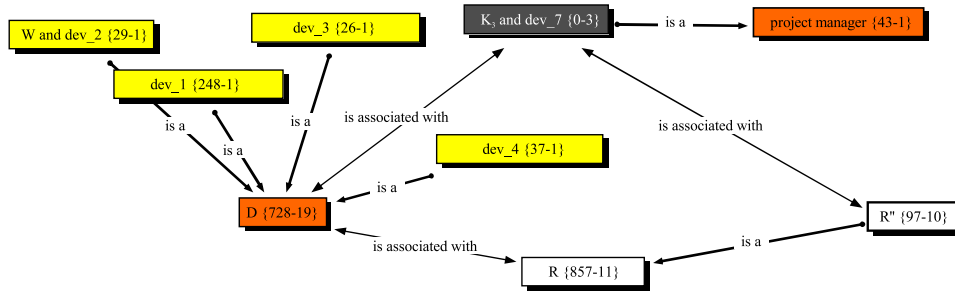 K₃ and dev_7 {0-3}
is a
project manager {43-1}
dev_3 {26-1}
W and dev_2 {29-1}
dev_1 {248-1}
is a
is a
is a
is associated with
is associated with
dev_4 {37-1}
is a
D {728-19}
R" {97-10}
is associated with
is a
R {857-11}